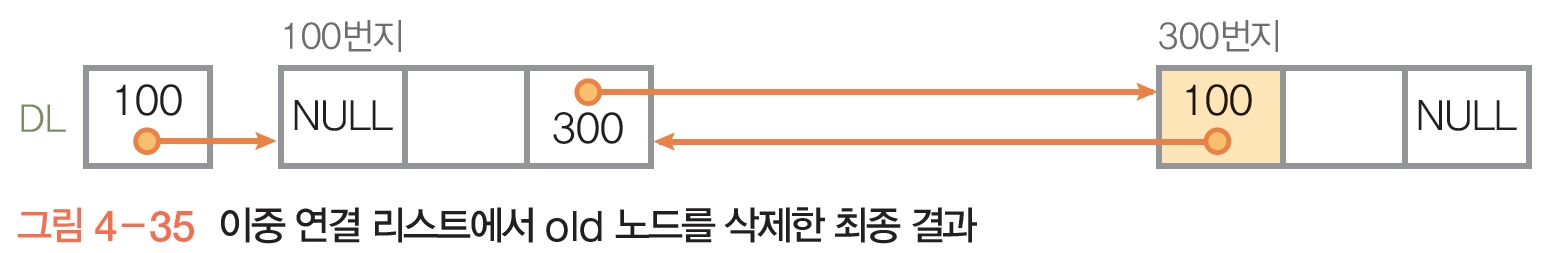 100번지 300번지
DL 100 NULL 300 100 NULL
그림 4-35 이중 연결 리스트에서 old 노드를 삭제한 최종 결과